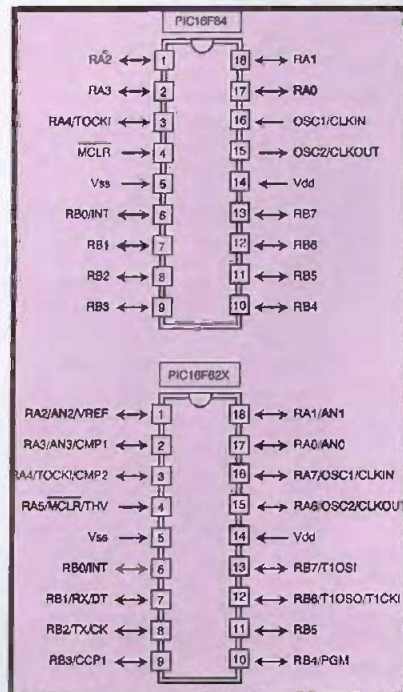 PIC16F84
RA2 1 18 RA1
RA3 2 17 RA0
RA4/TOCKI 3 16 OSC1/CLKIN
MCLR 4 15 OSC2/CLKOUT
Vss 5 14 Vdd
RB0/INT 6 13 RB7
RB1 7 12 RB6
RB2 8 11 RB5
RB3 9 10 RB4
PIC16F62X
RA2/AN2/VREF 1 18 RA1/AN1
RA3/AN3/CMP1 2 17 RA0/AN0
RA4/TOCKI/CMP2 3 16 RA7/OSC1/CLKIN
RA5/MCLR/THV 4 15 RA6/OSC2/CLKOUT
Vss 5 14 Vdd
RB0/INT 6 13 RB7/T1OSI
RB1/RX/DT 7 12 RB6/T1OSO/T1CKI
RB2/TX/CK 8 11 RB5
RB3/CCP1 9 10 RB4/PGM